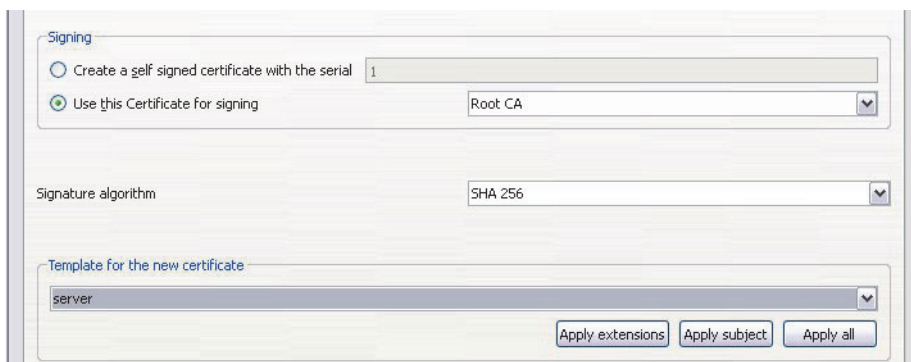 Signing
Create a self signed certificate with the serial 1
Use this Certificate for signing Root CA
Signature algorithm SHA 256
Template for the new certificate
server
Apply extensions Apply subject Apply all